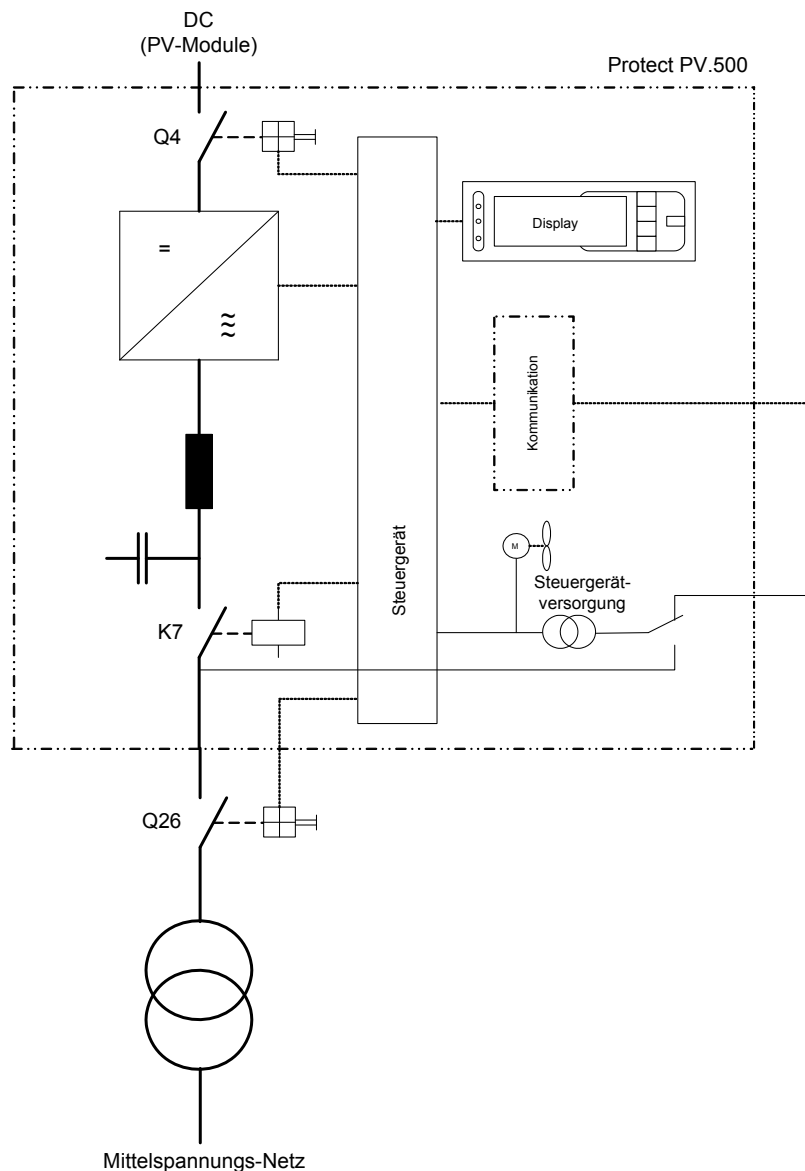 DC
(PV-Module)
Protect PV.500
Q4
=
≈
~
Display
Kommunikation
Steuergerät
M
Steuergerät-
versorgung
K7
Q26
Mittelspannungs-Netz